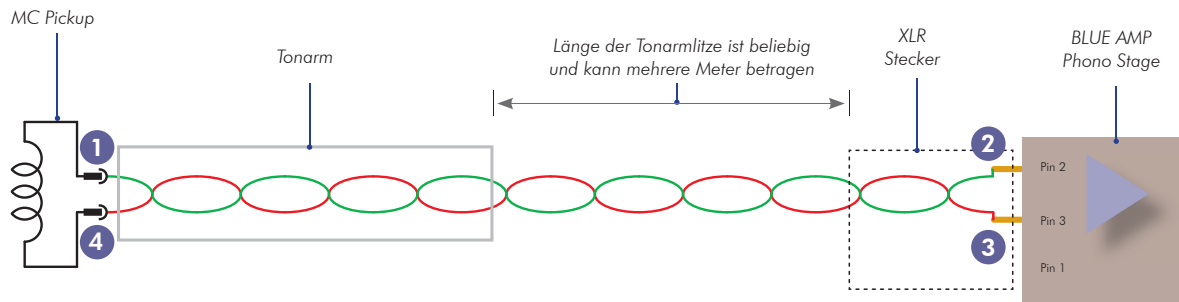 MC Pickup
Tonarm
Länge der Tonarmlitze ist beliebig
und kann mehrere Meter betragen
XLR
Stecker
BLUE AMP
Phono Stage
1
2
Pin 2
Pin 3
4
3
Pin 1